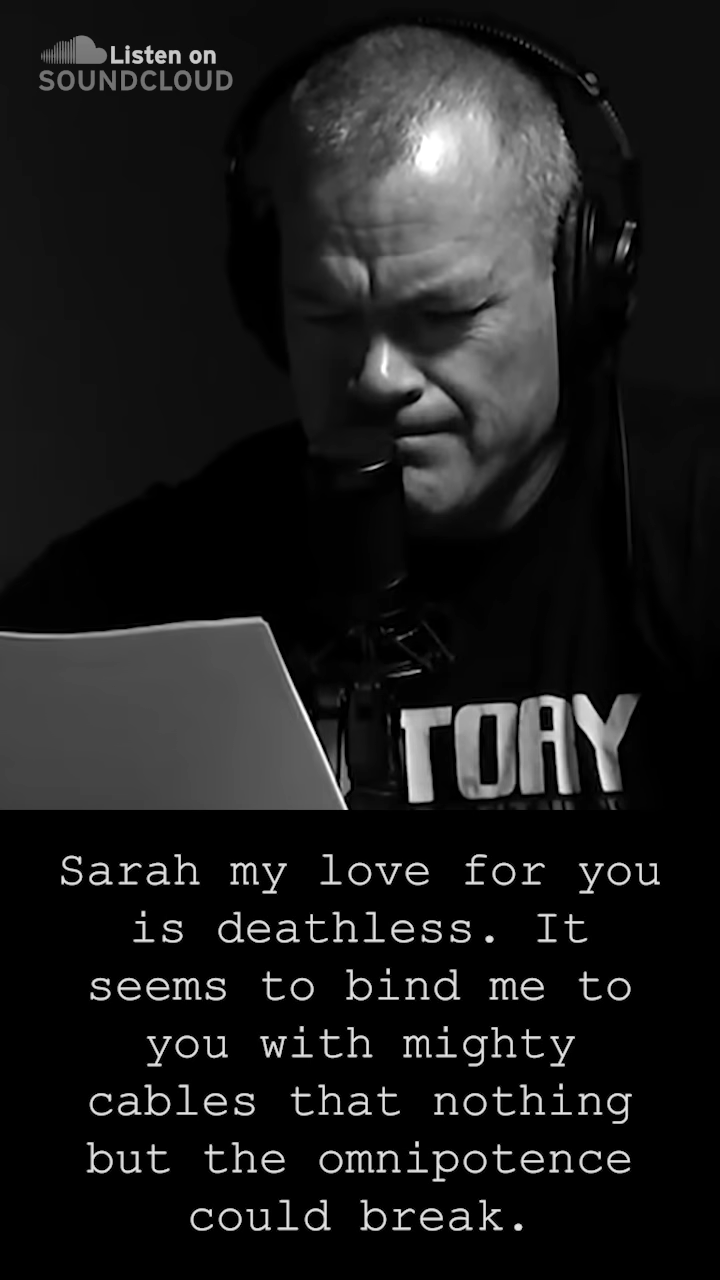 Listen on
SOUNDCLOUD
TORY
Sarah my love for you
is deathless. It
seems to bind me to
you with mighty
cables that nothing
but the omnipotence
could break.